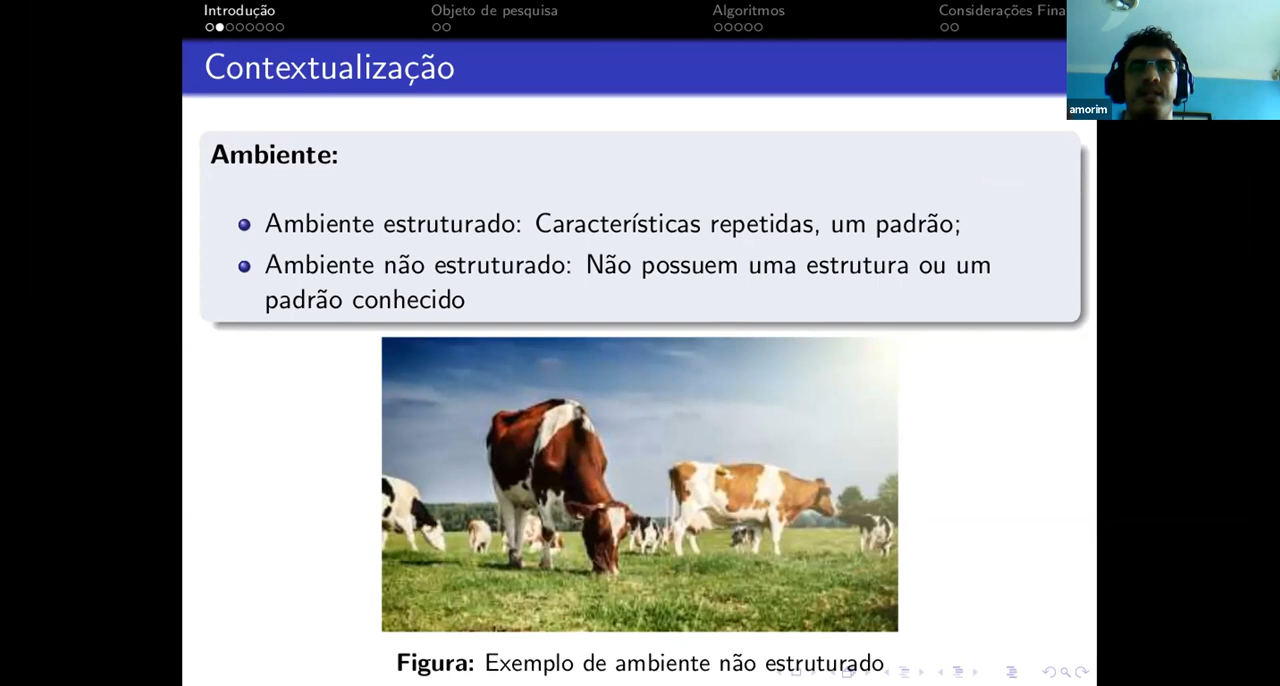 Introdução
Objeto de pesquisa
Algoritmos
Considerações Fina
Contextualização
amorim
Ambiente:
Ambiente estruturado: Características repetidas, um padrão;
Ambiente não estruturado: Não possuem uma estrutura ou um
padrão conhecido
Figura: Exemplo de ambiente não estruturado